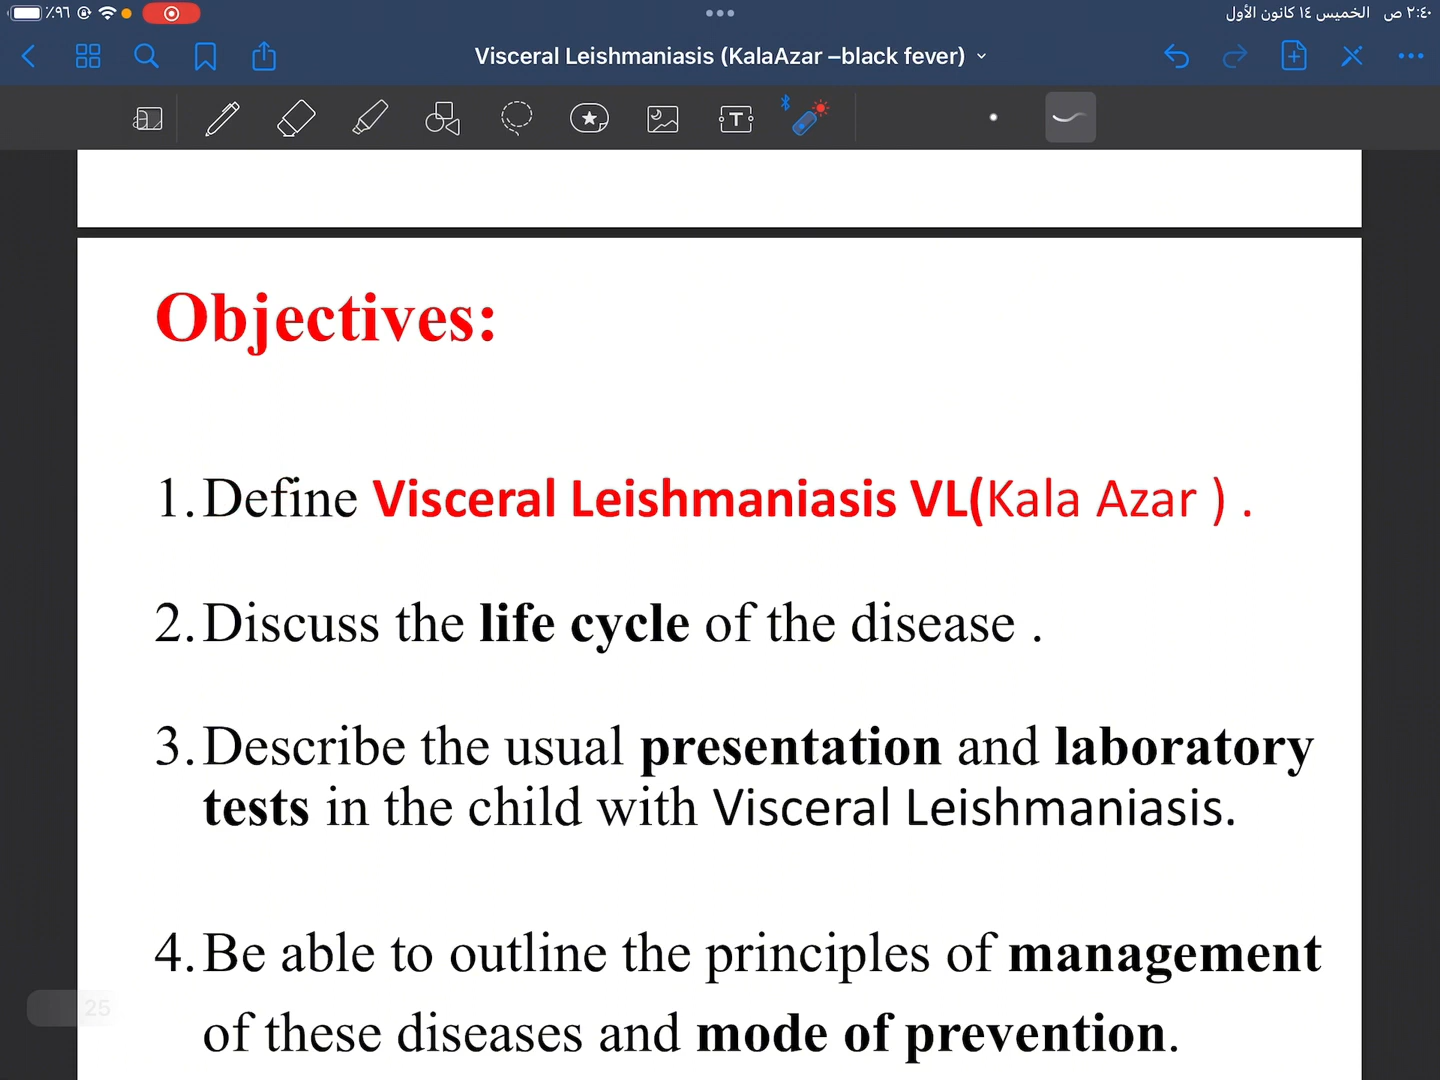 ٪٩٦
٢:٤٠ ص الخميس ١٤ كانون الأول
Visceral Leishmaniasis (KalaAzar –black fever)
T
Objectives:
1. Define Visceral Leishmaniasis VL(Kala Azar ) .
2. Discuss the life cycle of the disease .
3. Describe the usual presentation and laboratory
tests in the child with Visceral Leishmaniasis.
4. Be able to outline the principles of management
of these diseases and mode of prevention.
25